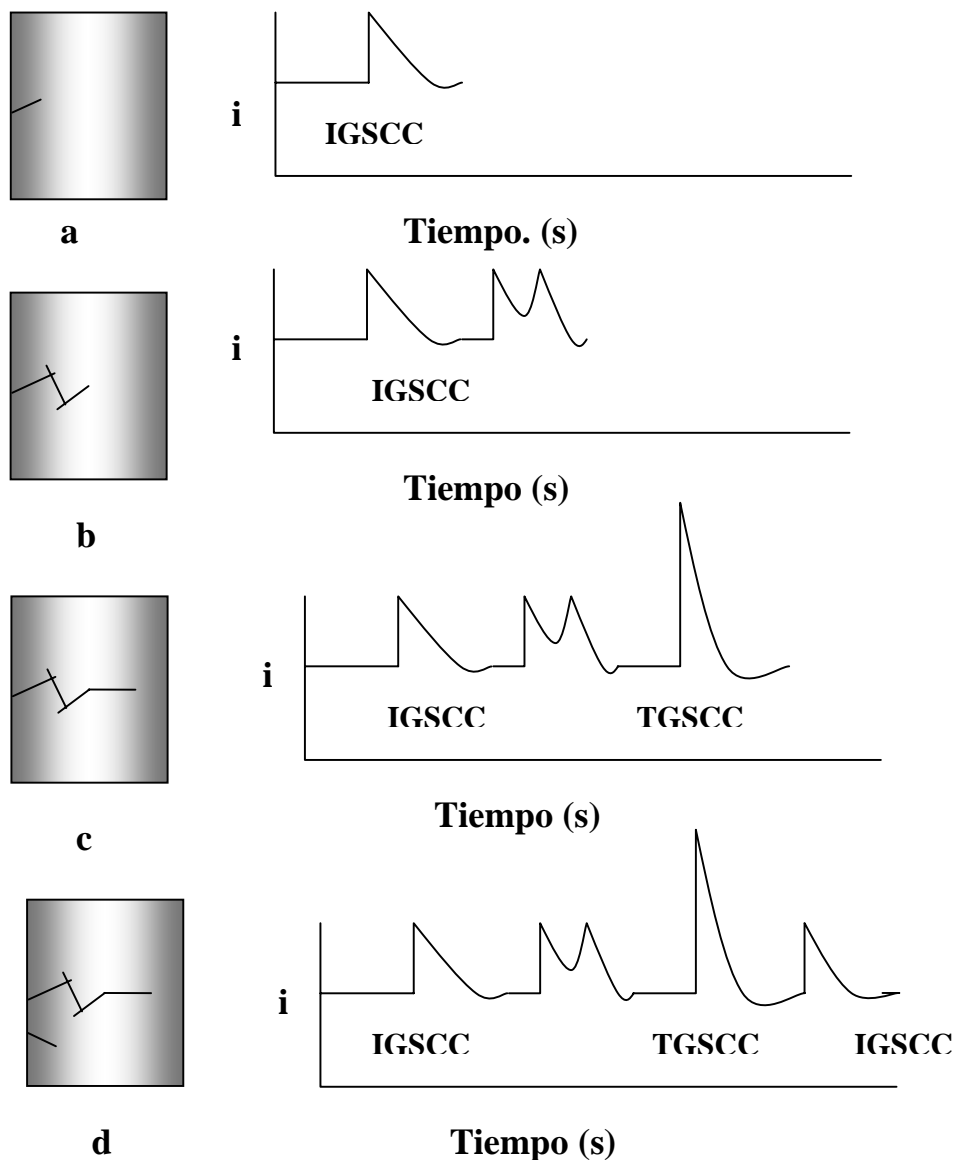 i
IGSCC
a
Tiempo. (s)
i
IGSCC
b
Tiempo (s)
i
IGSCC TGSCC
c
Tiempo (s)
i
IGSCC TGSCC IGSCC
d
Tiempo (s)